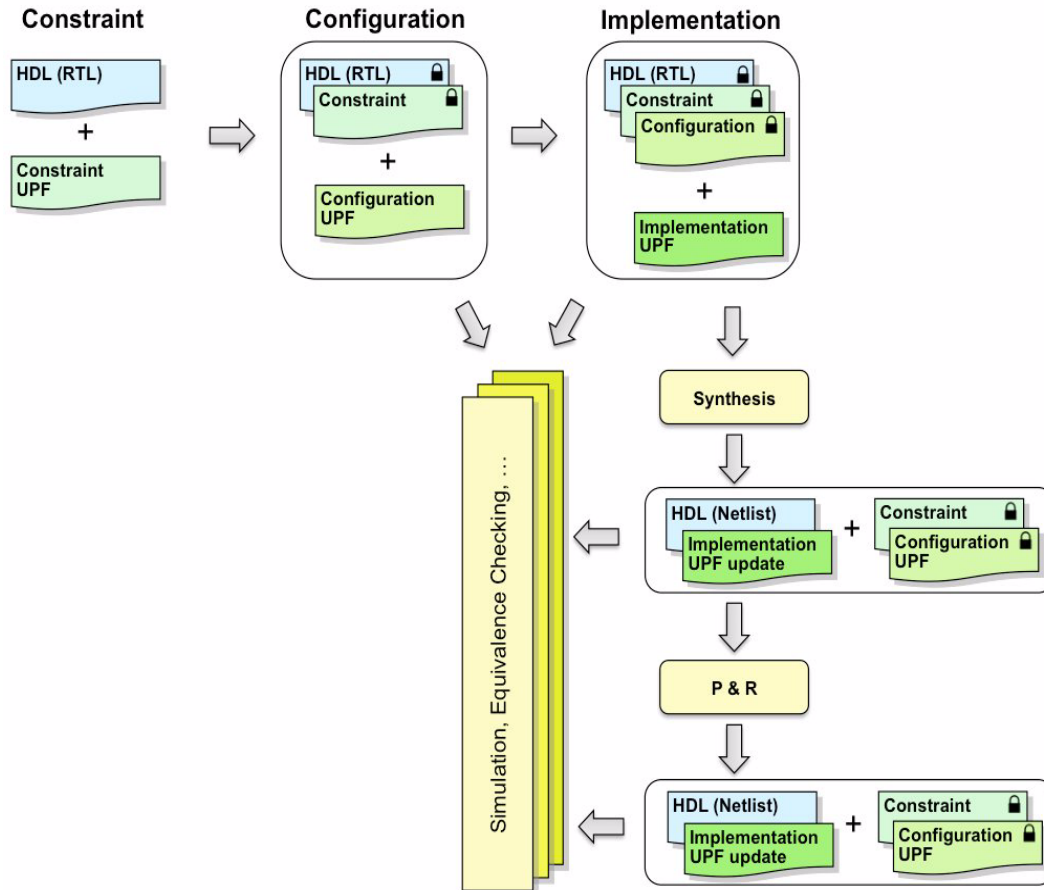 Constraint
Configuration
Implementation
HDL (RTL)
+
Constraint
UPF
HDL (RTL)
Constraint
+
Configuration
UPF
HDL (RTL)
Constraint
Configuration
+
Implementation
UPF
Synthesis
HDL (Netlist)
Implementation
UPF update
+
Constraint
Configuration
UPF
P & R
HDL (Netlist)
Implementation
UPF update
+
Constraint
Configuration
UPF
Simulation, Equivalence Checking, ...